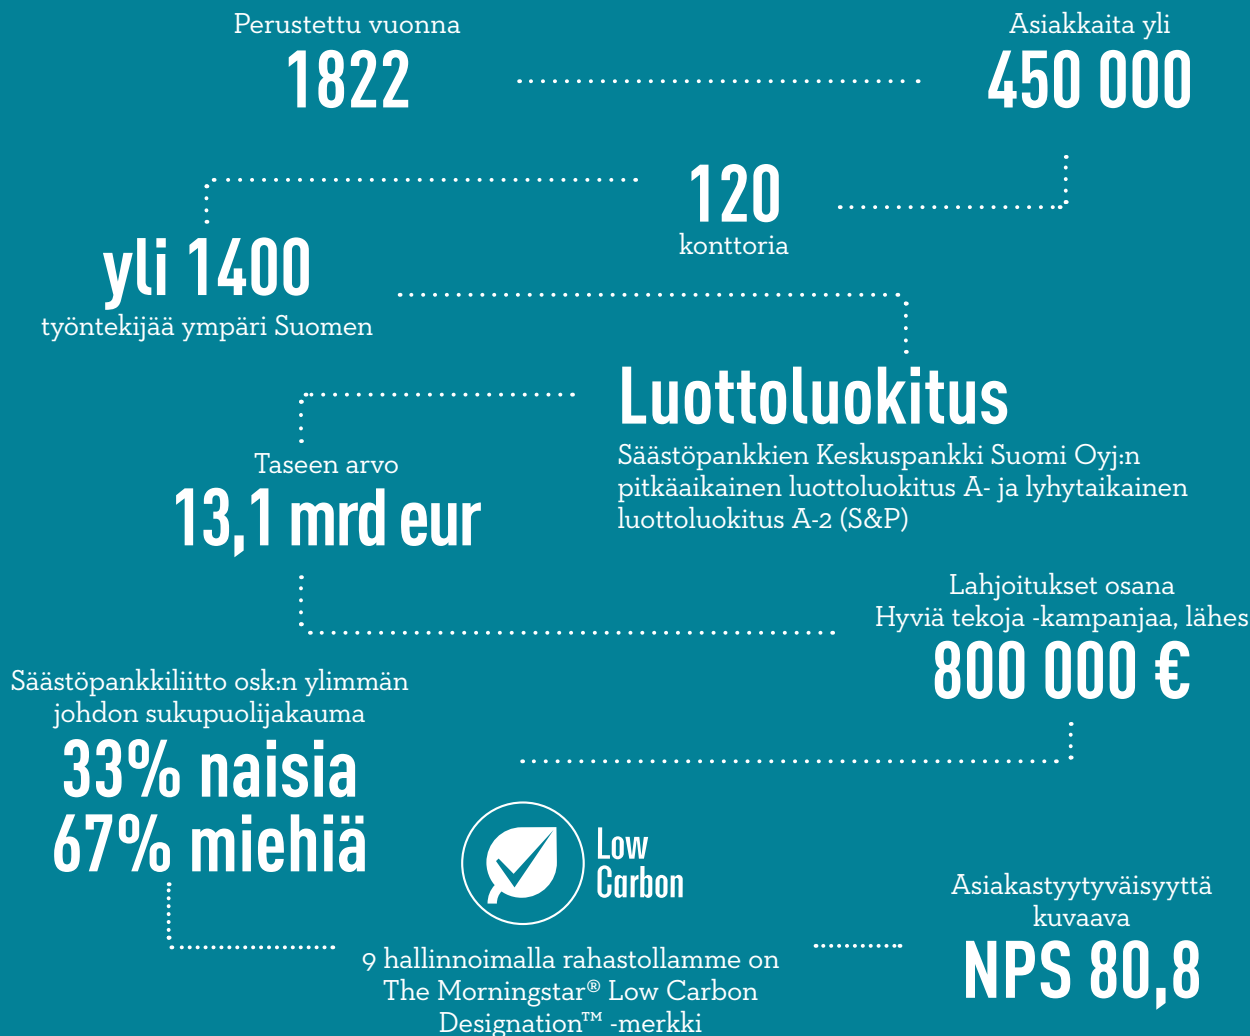 Perustettu vuonna
1822
Asiakkaita yli
450 000
120
konttoria
yli 1400
työntekijää ympäri Suomen
Luottoluokitus
Säästöpankkien Keskuspankki Suomi Oyj:n
pitkäaikainen luottoluokitus A- ja lyhytaikainen
luottoluokitus A-2 (S&P)
Taseen arvo
13,1 mrd eur
Lahjoitukset osana
Hyviä tekoja -kampanjaa, lähes
800 000 €
Säästöpankkiliitto osk:n ylimmän
johdon sukupuolijakauma
33% naisia
67% miehiä
Low
Carbon
9 hallinnoimalla rahastollamme on
The Morningstar® Low Carbon
Designation™ -merkki
Asiakastyytyväisyyttä
kuvaava
NPS 80,8